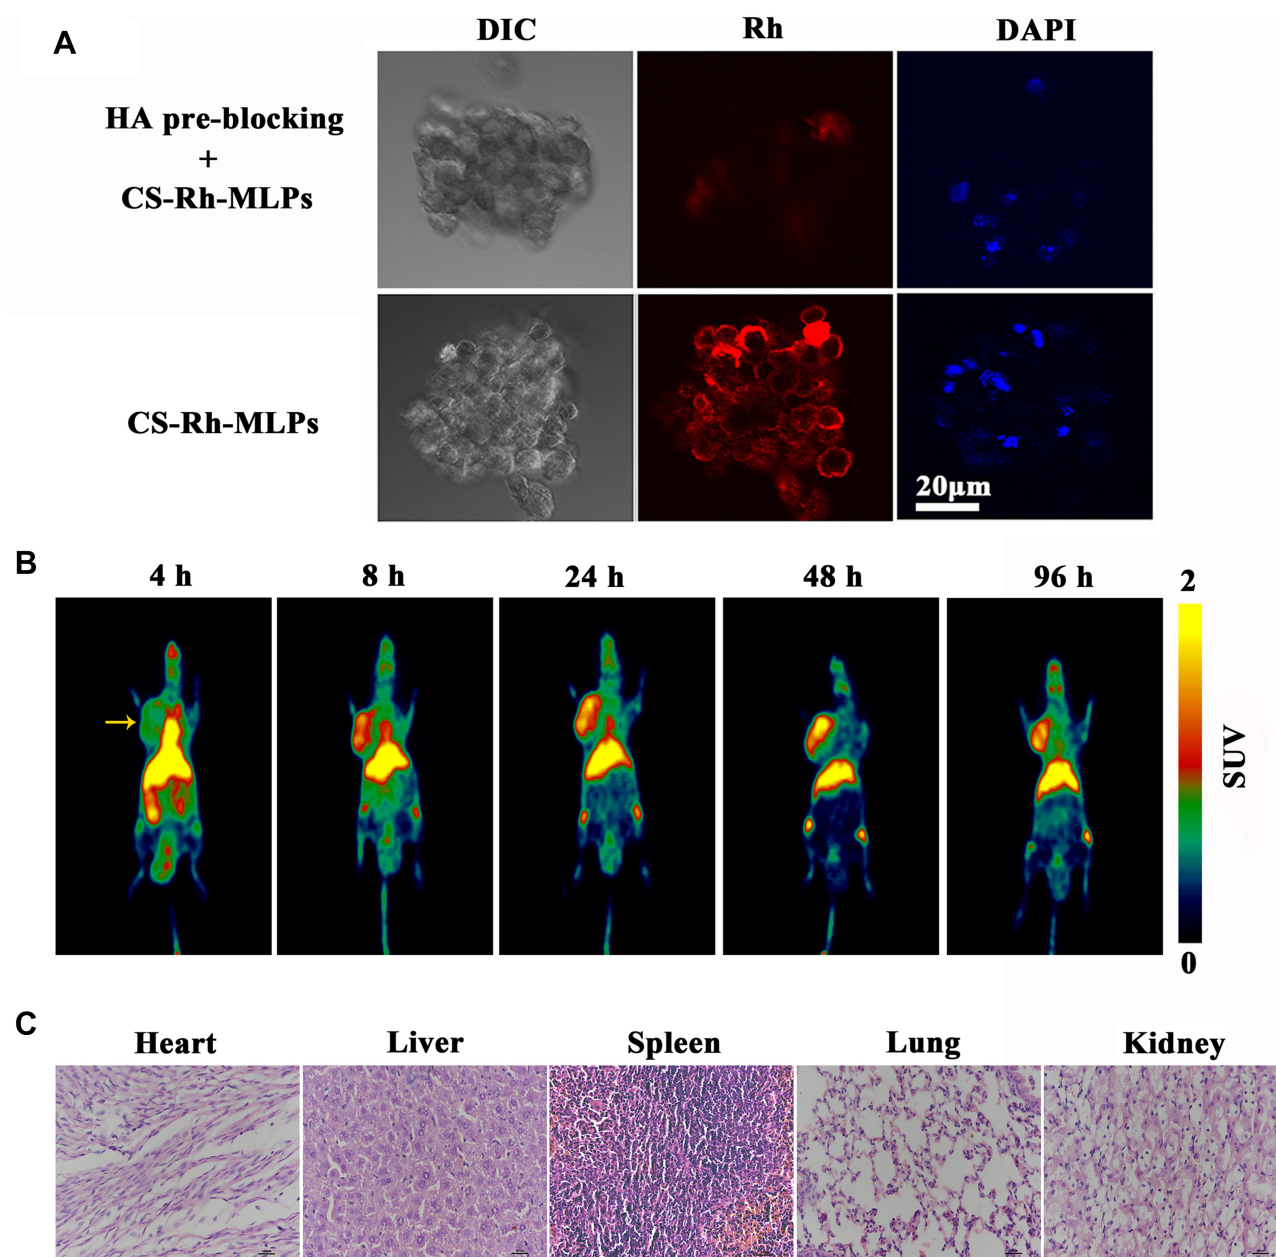 A
DIC Rh DAPI
HA pre-blocking
+
CS-Rh-MLPs
CS-Rh-MLPs
20μm
B
4 h 8 h 24 h 48 h 96 h
2
SUV
0
C
Heart Liver Spleen Lung Kidney